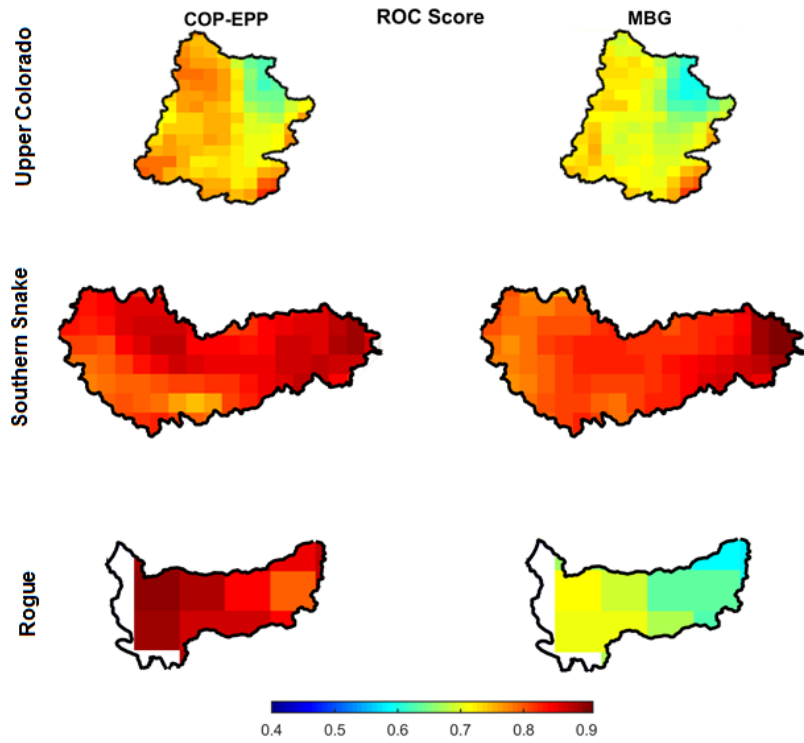 COP-EPP ROC Score MBG
Upper Colorado
Southern Snake
Rogue
0.4 0.5 0.6 0.7 0.8 0.9